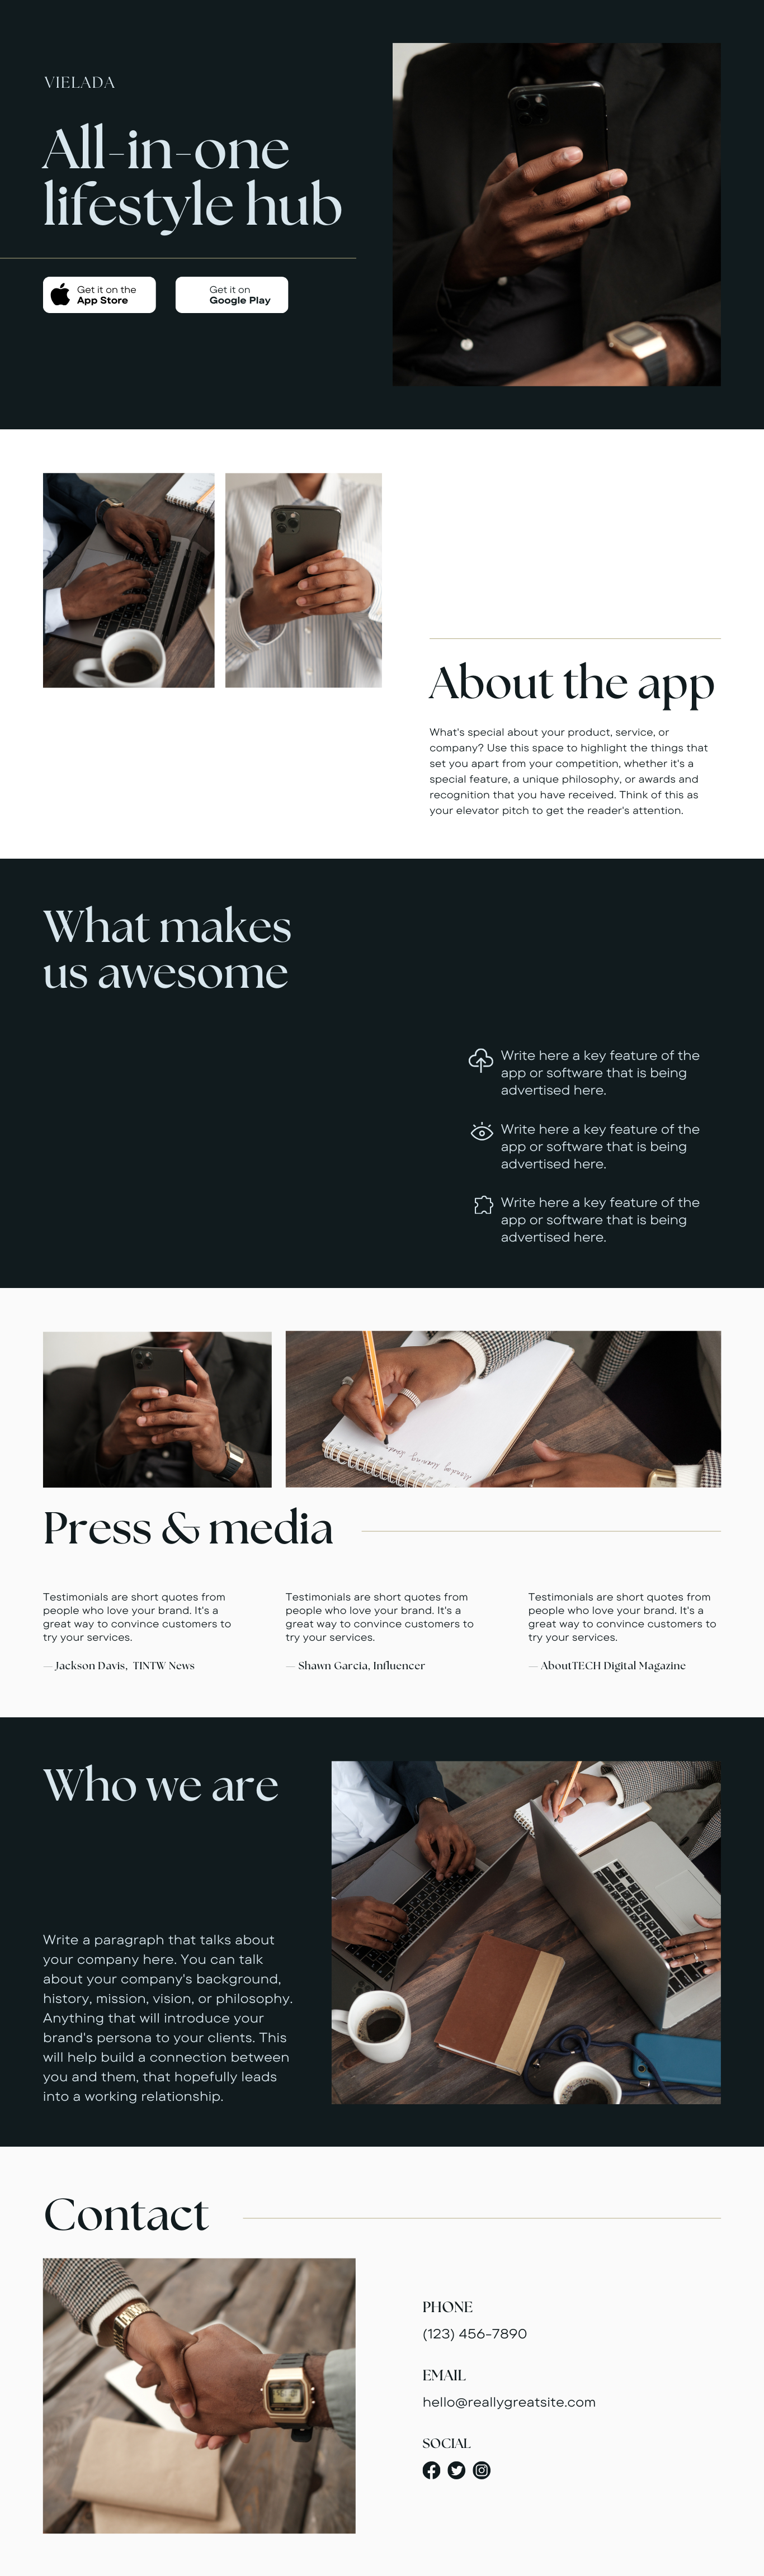 VIELADA
All-in-one
lifestyle hub
Get it on the
App Store
Get it on
Google Play
About the app
What's special about your product, service, or
company? Use this space to highlight the things that
set you apart from your competition, whether it's a
special feature, a unique philosophy, or awards and
recognition that you have received. Think of this as
your elevator pitch to get the reader's attention.
What makes
us awesome
Write here a key feature of the
app or software that is being
advertised here.
Write here a key feature of the
app or software that is being
advertised here.
Write here a key feature of the
app or software that is being
advertised here.
Press & media
Testimonials are short quotes from
people who love your brand. It's a
great way to convince customers to
try your services.
— Jackson Davis, TINTW News
Testimonials are short quotes from
people who love your brand. It's a
great way to convince customers to
try your services.
— Shawn Garcia, Influencer
Testimonials are short quotes from
people who love your brand. It's a
great way to convince customers to
try your services.
— AboutTECH Digital Magazine
Who we are
Write a paragraph that talks about
your company here. You can talk
about your company's background,
history, mission, vision, or philosophy.
Anything that will introduce your
brand's persona to your clients. This
will help build a connection between
you and them, that hopefully leads
into a working relationship.
Contact
PHONE
(123) 456-7890
EMAIL
hello@reallygreatsite.com
SOCIAL